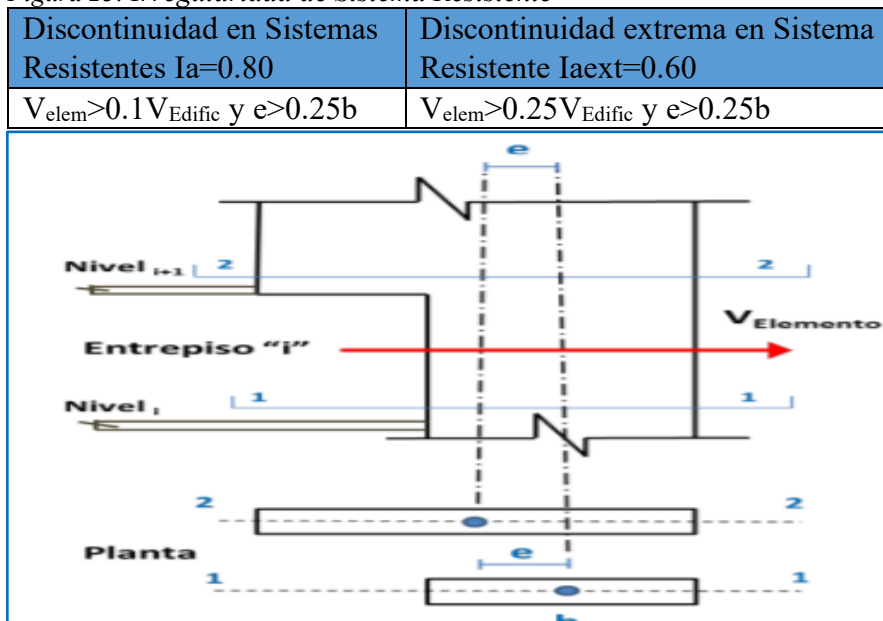 Discontinuidad en Sistemas
Resistentes Ia=0.80
Discontinuidad extrema en Sistema
Resistente Iaext=0.60
Velem>0.1VEdific y e>0.25b
Velem>0.25VEdific y e>0.25b
e
Nivel i+1
2
2
VElemento
Entrepiso "i"
Nivel i
1
1
2
2
Planta
e
1
1